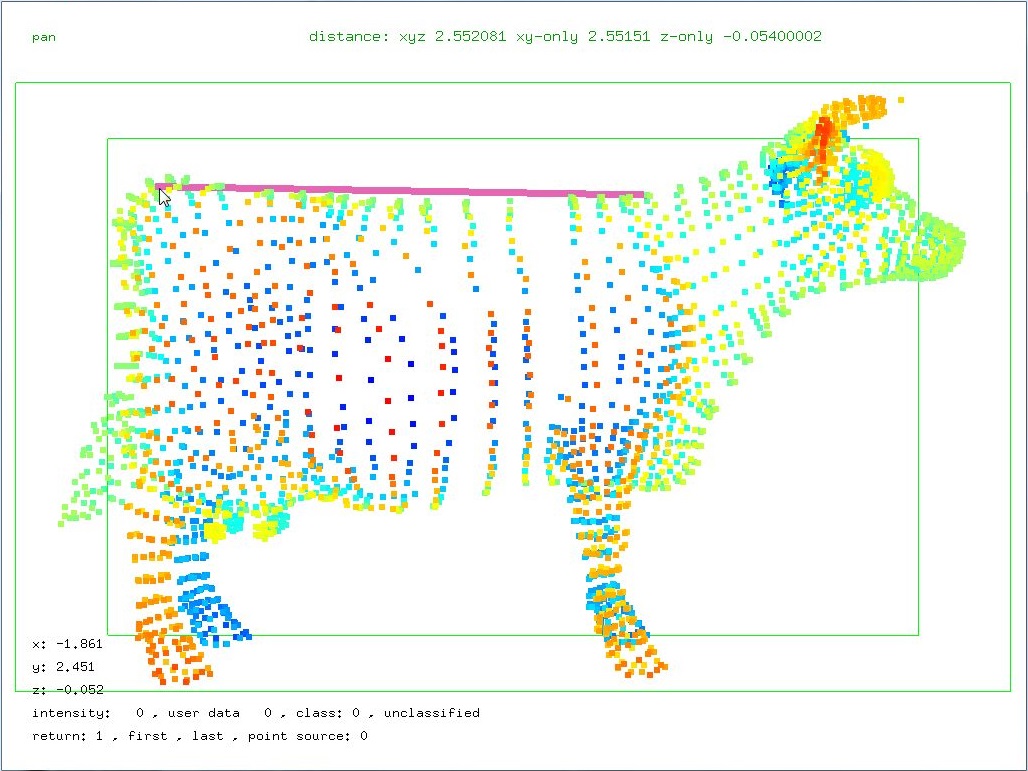 pan
distance: xyz 2.552081 xy-only 2.55151 z-only -0.05400002
x: -1.861
y: 2.451
z: -0.052
intensity:   0 , user data   0 , class: 0 , unclassified
return: 1 , first , last , point source: 0